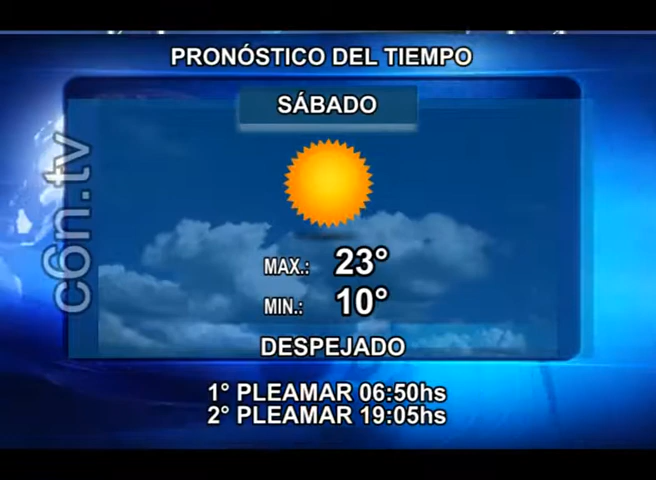 PRONÓSTICO DEL TIEMPO
SÁBADO
c6n.tv
MAX.: 23°
MIN.: 10°
DESPEJADO
1° PLEAMAR 06:50hs
2° PLEAMAR 19:05hs